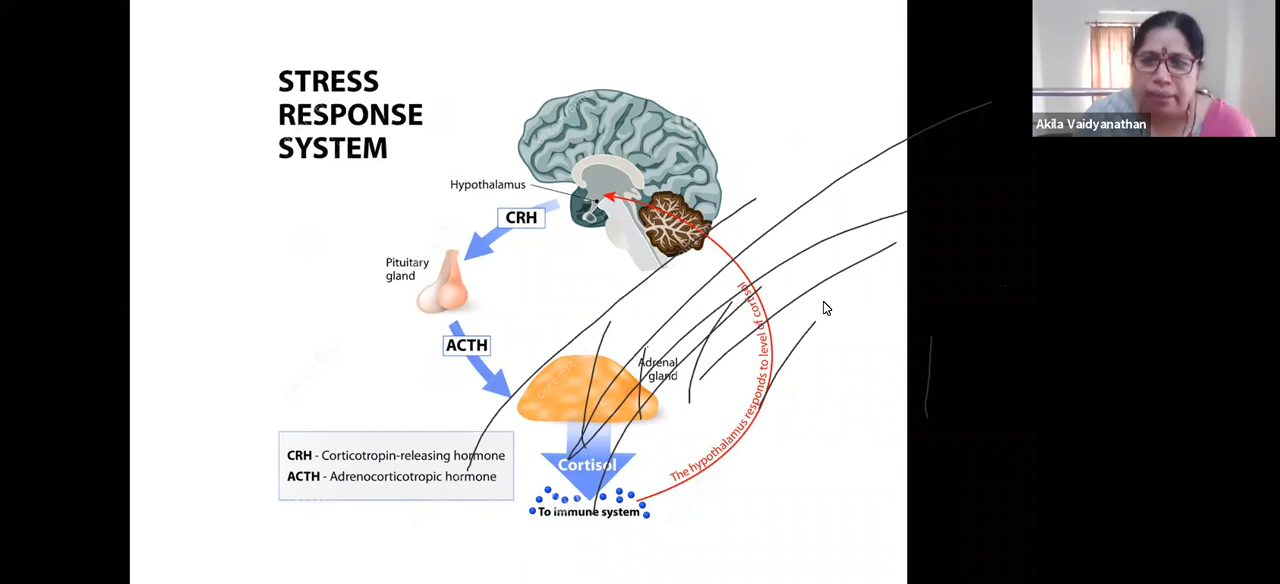 STRESS
RESPONSE
SYSTEM
Akila Vaidyanathan
Hypothalamus
CRH
Pituitary
gland
ACTH
Adrenal
gland
The hypothalamus responds to level of cortisol
CRH - Corticotropin-releasing hormone
ACTH - Adrenocorticotropic hormone
Cortisol
To immune system